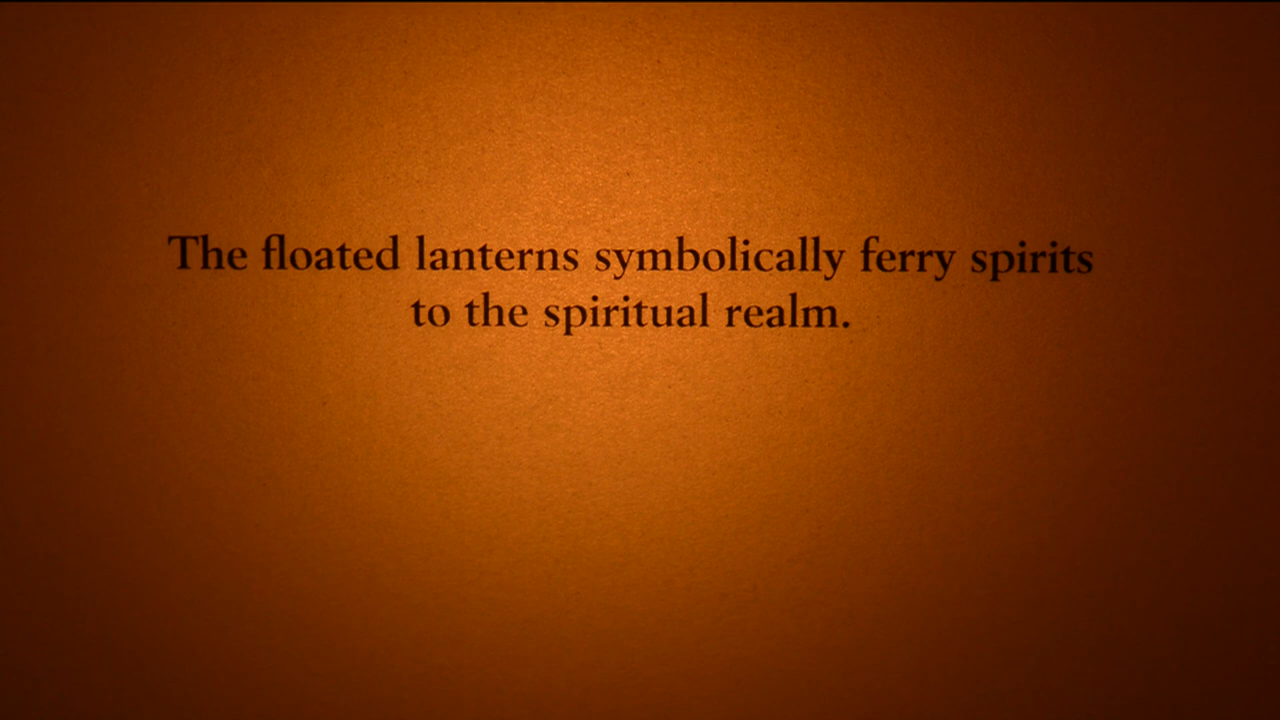 The floated lanterns symbolically ferry spirits
to the spiritual realm.